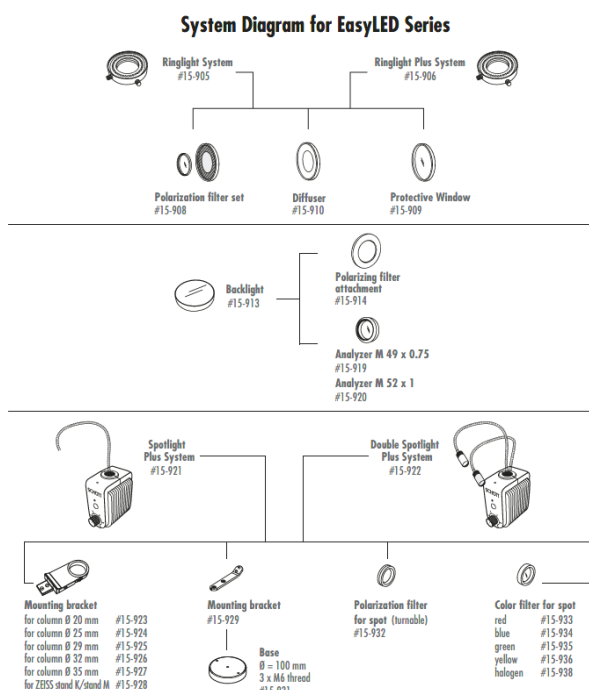 System Diagram for EasyLED Series
Ringlight System
#15-905
Ringlight Plus System
#15-906
Polarization filter set
#15-908
Diffuser
#15-910
Protective Window
#15-909
Backlight
#15-913
Polarizing filter
attachment
#15-914
Analyzer M 49 x 0.75
#15-919
Analyzer M 52 x 1
#15-920
Spotlight
Plus System
#15-921
Double Spotlight
Plus System
#15-922
SCHOTT
SCHOTT
Mounting bracket
for column Ø 20 mm #15-923
for column Ø 25 mm #15-924
for column Ø 29 mm #15-925
for column Ø 32 mm #15-926
for column Ø 35 mm #15-927
for ZEISS stand K/stand M #15-928
Mounting bracket
#15-929
Base
Ø = 100 mm
3 x M6 thread
#15-931
Polarization filter
for spot (turnable)
#15-932
Color filter for spot
red #15-933
blue #15-934
green #15-935
yellow #15-936
halogen #15-938